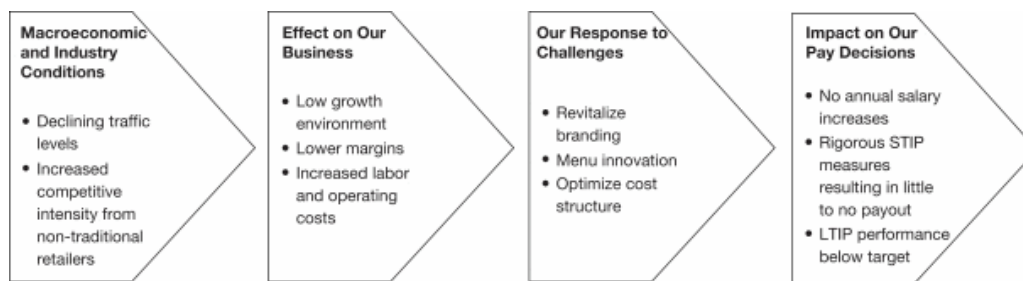 Macroeconomic
and Industry
Conditions
• Declining traffic
levels
• Increased
competitive
intensity from
non-traditional
retailers
Effect on Our
Business
• Low growth
environment
• Lower margins
• Increased labor
and operating
costs
Our Response to
Challenges
• Revitalize
branding
• Menu innovation
• Optimize cost
structure
Impact on Our
Pay Decisions
• No annual salary
increases
• Rigorous STIP
measures
resulting in little
to no payout
• LTIP performance
below target